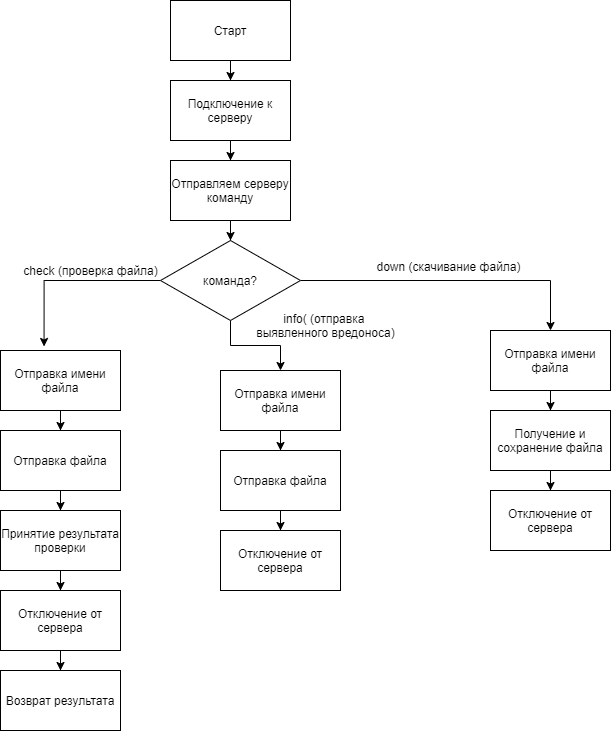 Старт
Подключение к
серверу
Отправляем серверу
команду
команда?
check (проверка файла)
down (скачивание файла)
info( (отправка
выявленного вредоноса)
Отправка имени
файла
Отправка файла
Принятие результата
проверки
Отключение от
сервера
Возврат результата
Отправка имени
файла
Отправка файла
Отключение от
сервера
Отправка имени
файла
Получение и
сохранение файла
Отключение от
сервера